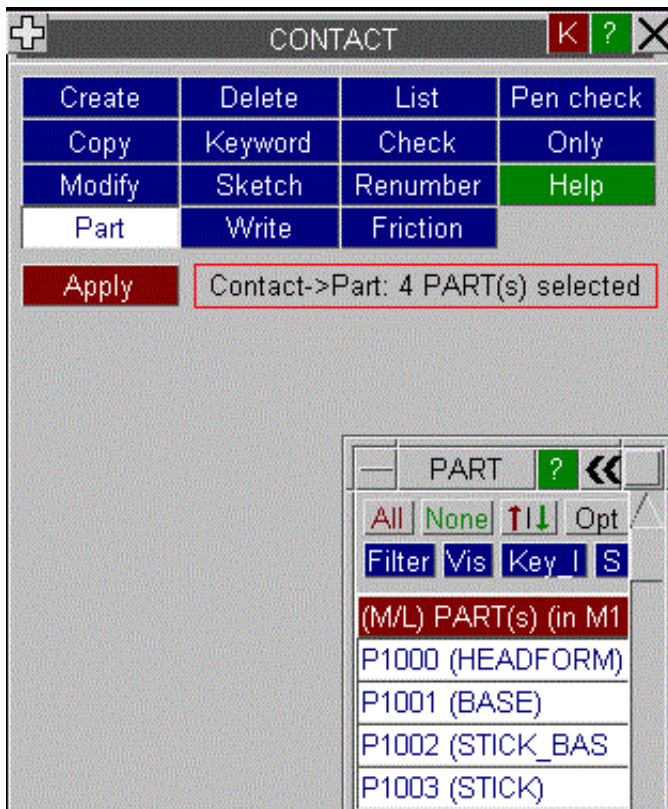 CONTACT K ? X
Create Delete List Pen check
Copy Keyword Check Only
Modify Sketch Renumber Help
Part Write Friction
Apply Contact->Part: 4 PART(s) selected
PART ?
All None Opt
Filter Vis Key_I S
(M/L) PART(s) (in M1
P1000 (HEADFORM)
P1001 (BASE)
P1002 (STICK_BAS
P1003 (STICK)